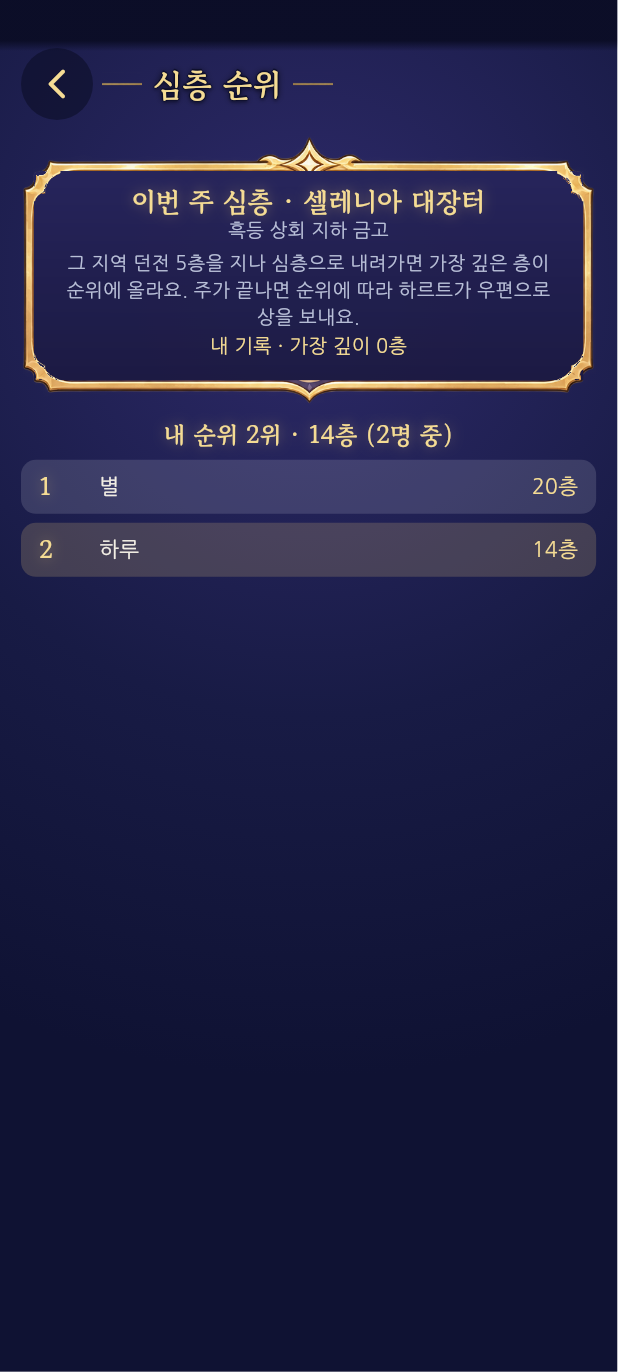 심층 순위
이번 주 심층 · 셀레니아 대장터
흑등 상회 지하 금고
그 지역 던전 5층을 지나 심층으로 내려가면 가장 깊은 층이
순위에 올라요. 주가 끝나면 순위에 따라 하르트가 우편으로
상을 보내요.
내 기록 · 가장 깊이 0층
내 순위 2위 · 14층 (2명 중)
1 별 20층
2 하루 14층